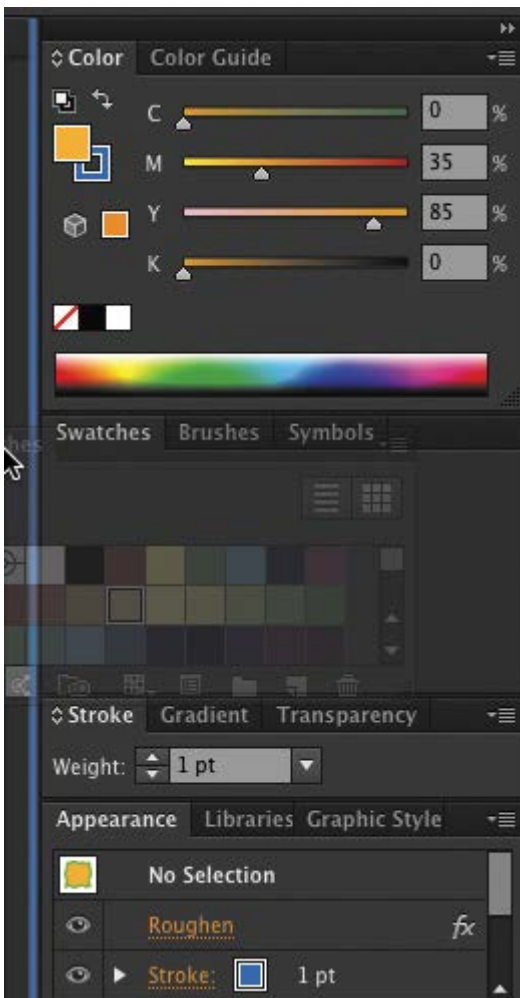 Color Color Guide
C 0 %
M 35 %
Y 85 %
K 0 %
Swatches Brushes Symbols
Stroke Gradient Transparency
Weight: 1 pt
Appearance Libraries Graphic Style
No Selection
Roughen fx
Stroke: 1 pt